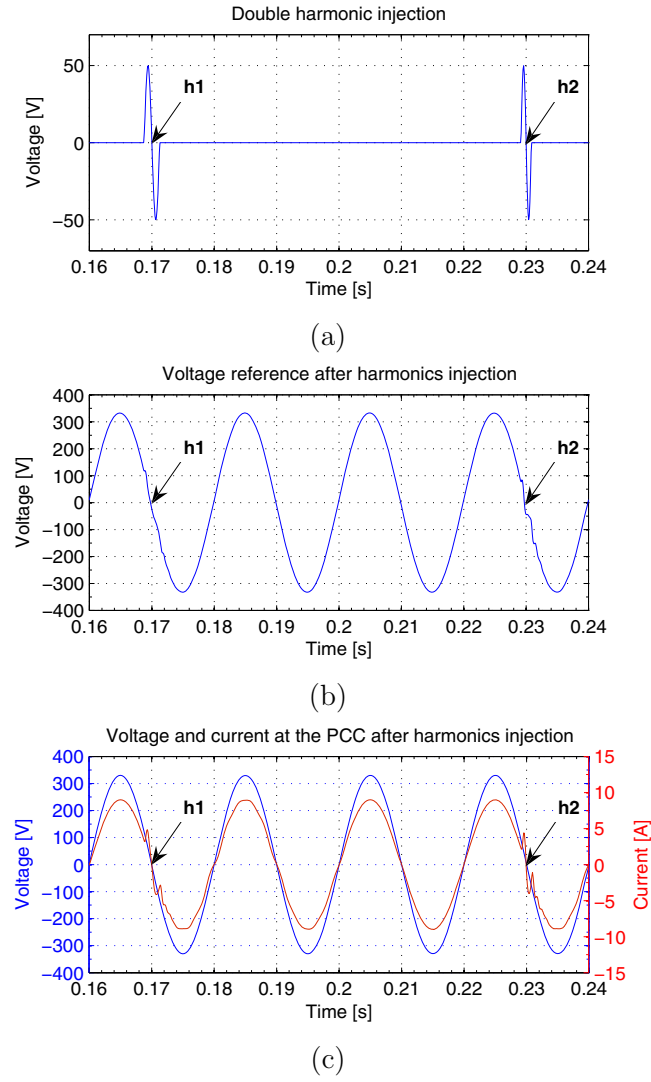 Double harmonic injection
50
0
−50
Voltage [V]
h1
h2
0.16 0.17 0.18 0.19 0.2 0.21 0.22 0.23 0.24
Time [s]
(a)
Voltage reference after harmonics injection
400
300
200
100
0
−100
−200
−300
−400
Voltage [V]
h1
h2
0.16 0.17 0.18 0.19 0.2 0.21 0.22 0.23 0.24
Time [s]
(b)
Voltage and current at the PCC after harmonics injection
400
300
200
100
0
−100
−200
−300
−400
Voltage [V]
h1
h2
15
10
5
0
−5
−10
−15
Current [A]
0.16 0.17 0.18 0.19 0.2 0.21 0.22 0.23 0.24
Time [s]
(c)